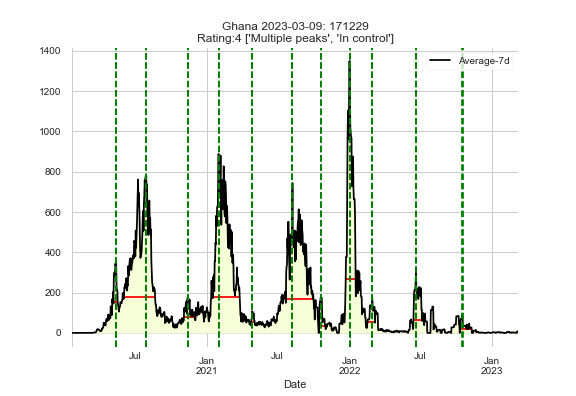 Ghana 2023-03-09: 171229
Rating:4 ['Multiple peaks', 'In control']
Average-7d
1400
1200
1000
800
600
400
200
0
Jul
Jan
2021
Jul
Jan
2022
Jul
Jan
2023
Date